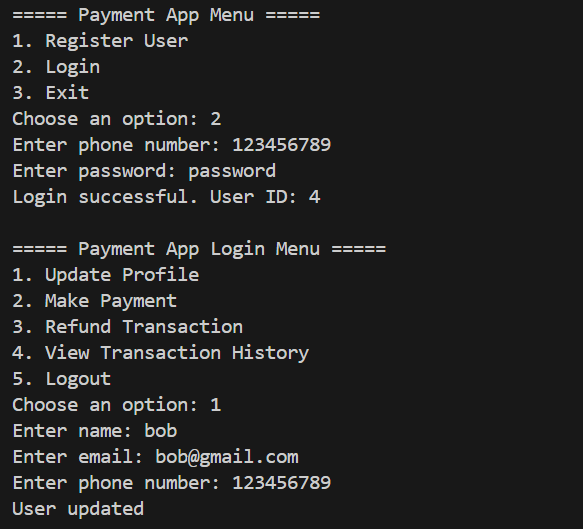 ===== Payment App Menu =====
1. Register User
2. Login
3. Exit
Choose an option: 2
Enter phone number: 123456789
Enter password: password
Login successful. User ID: 4

===== Payment App Login Menu =====
1. Update Profile
2. Make Payment
3. Refund Transaction
4. View Transaction History
5. Logout
Choose an option: 1
Enter name: bob
Enter email: bob@gmail.com
Enter phone number: 123456789
User updated